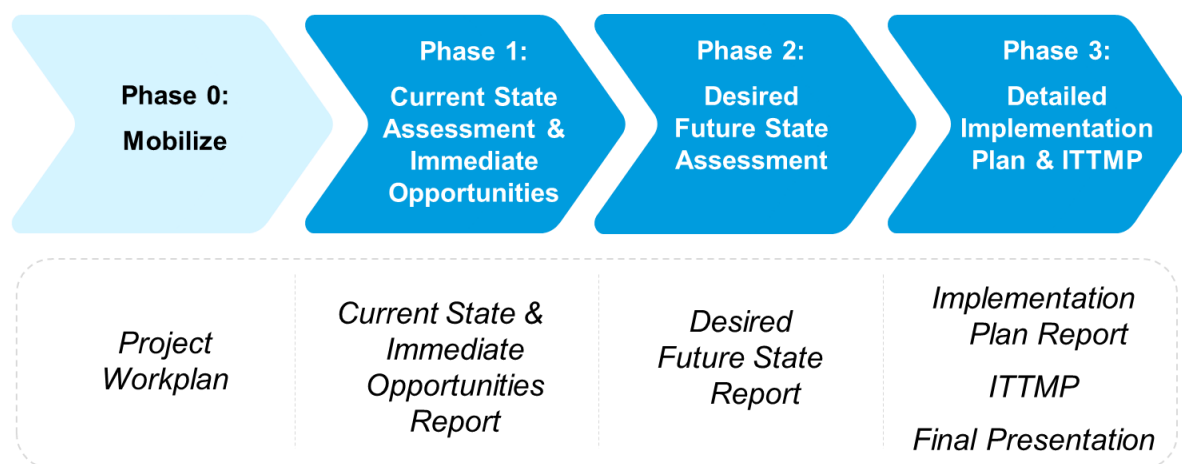 Phase 0:
Mobilize
Phase 1:
Current State
Assessment &
Immediate
Opportunities
Phase 2:
Desired
Future State
Assessment
Phase 3:
Detailed
Implementation
Plan & ITTMP
Project
Workplan
Current State &
Immediate
Opportunities
Report
Desired
Future State
Report
Implementation
Plan Report
ITTMP
Final Presentation